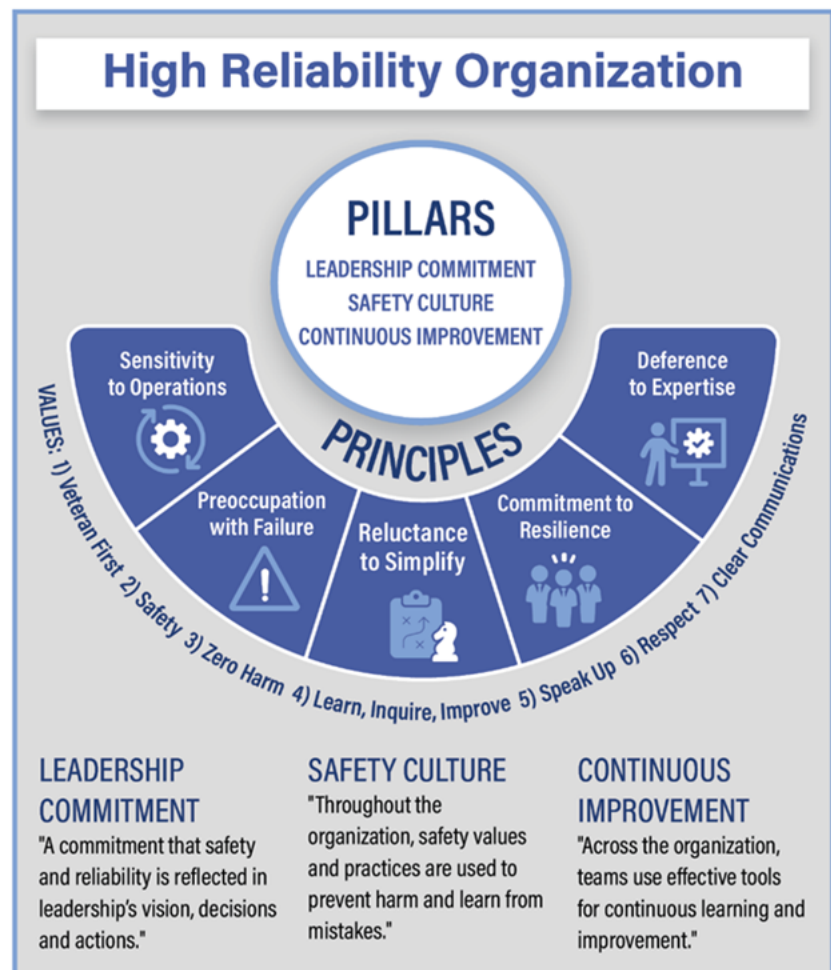 High Reliability Organization
PILLARS
LEADERSHIP COMMITMENT
SAFETY CULTURE
CONTINUOUS IMPROVEMENT
PRINCIPLES
Sensitivity
to Operations
Preoccupation
with Failure
Reluctance
to Simplify
Commitment to
Resilience
Deference
to Expertise
VALUES: 1) Veteran First 2) Safety 3) Zero Harm 4) Learn, Inquire, Improve 5) Speak Up 6) Respect 7) Clear Communications
LEADERSHIP
COMMITMENT
"A commitment that safety
and reliability is reflected in
leadership's vision, decisions
and actions."
SAFETY CULTURE
"Throughout the
organization, safety values
and practices are used to
prevent harm and learn from
mistakes."
CONTINUOUS
IMPROVEMENT
"Across the organization,
teams use effective tools
for continuous learning and
improvement."